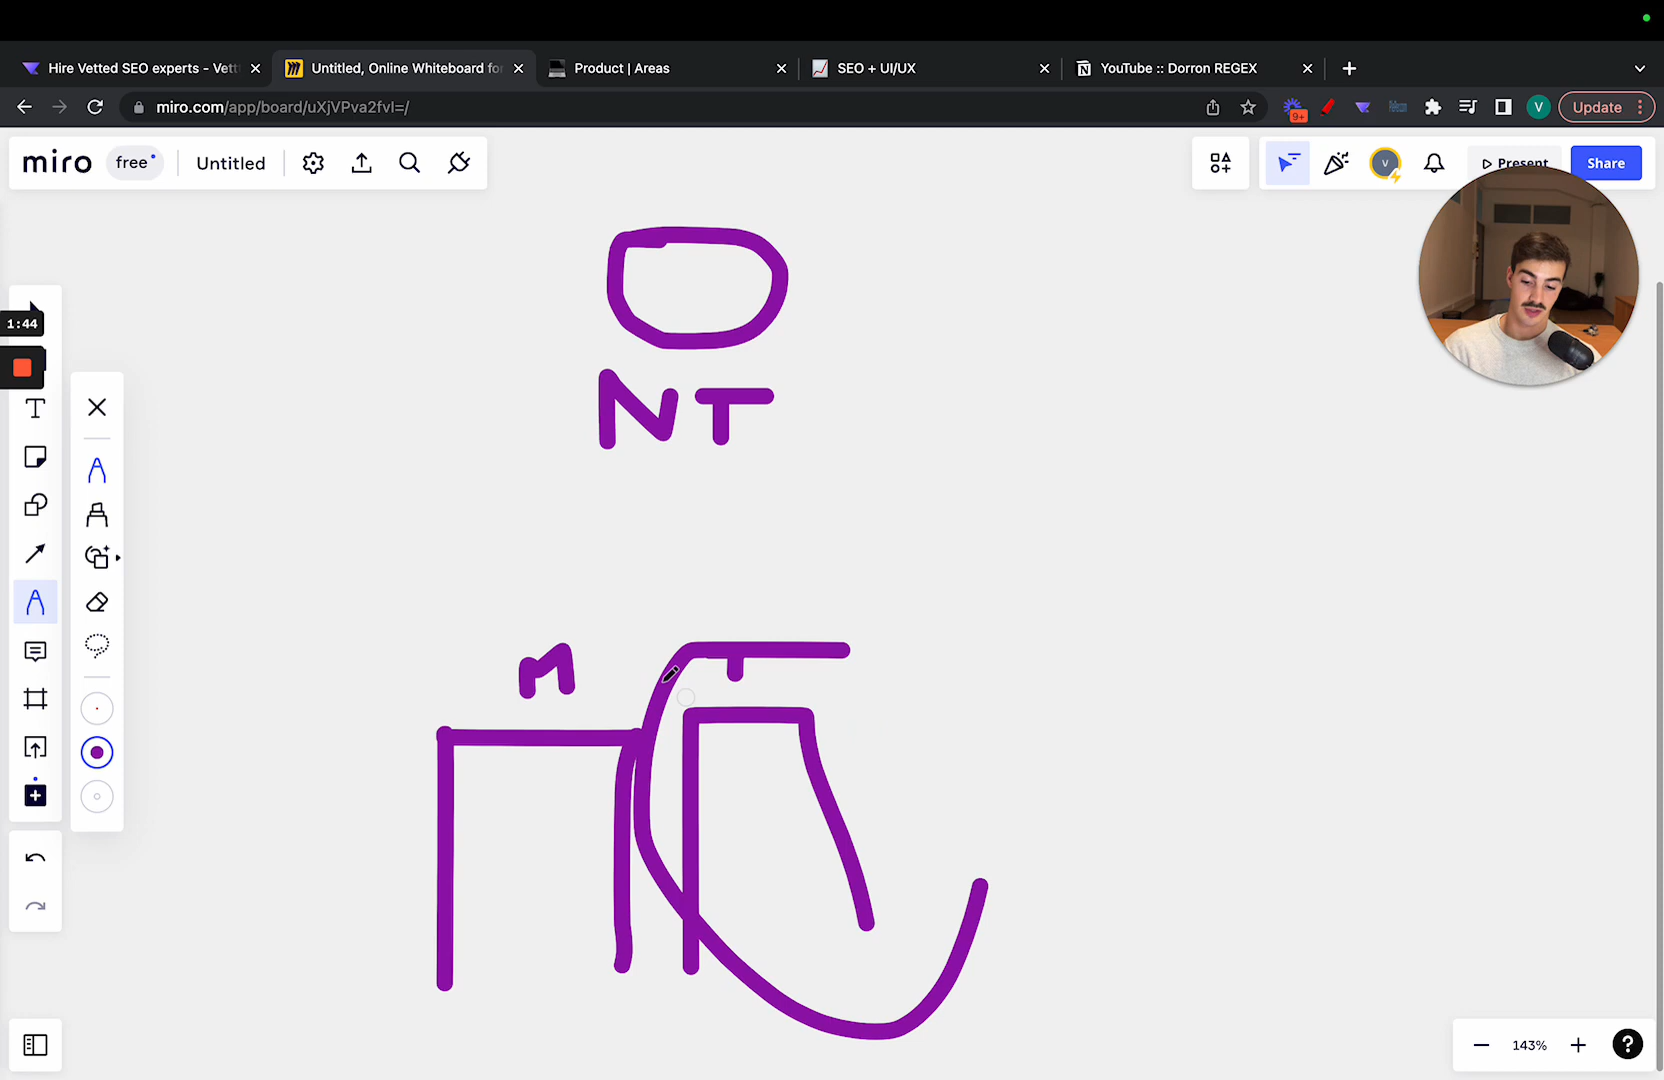 Hire Vetted SEO experts - Vett
Untitled, Online Whiteboard fo
Product | Areas
SEO + UI/UX
YouTube :: Dorron REGEX
miro.com/app/board/uXjVPva2fvI=/
9+
V
Update
miro
free
Untitled
V
Present
Share
1:44
T
NT
M T
143%
?